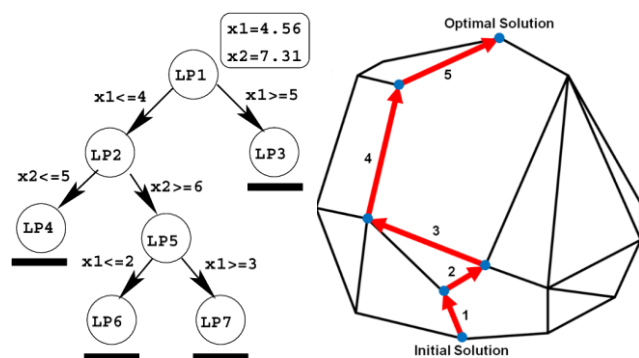 x1=4.56
x2=7.31
LP1
x1<=4
x1>=5
LP2
LP3
x2<=5
x2>=6
LP4
LP5
x1<=2
x1>=3
LP6
LP7
Optimal Solution
5
4
3
2
1
Initial Solution